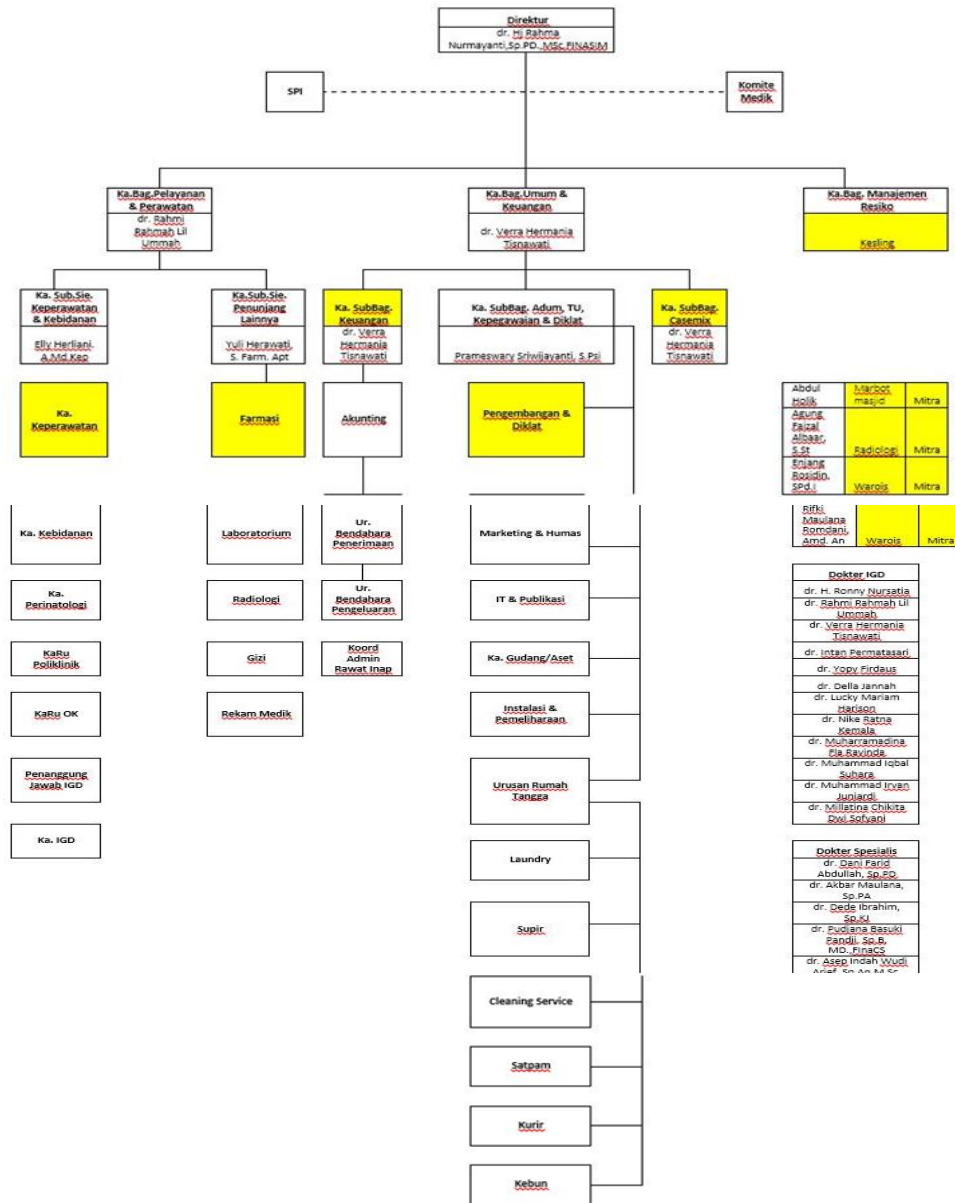 Direktur
dr. Hj Rahma
Nurmayanti,Sp.PD.,MSc.FINASIM
SPI
Komite
Medik
Ka.Bag.Pelayanan
& Perawatan
dr. Rahmi
Rahmah Lil
Ummah
Ka.Bag.Umum &
Keuangan
dr. Verra Hermania
Tisnawati
Ka.Bag. Manajemen
Resiko
Kesling
Ka. Sub.Sie.
Keperawatan
& Kebidanan
Elly Herliani.
A.Md.Kep
Ka.Sub.Sie.
Penunjang
Lainnya
Yuli Herawati,
S. Farm. Apt
Ka. SubBag.
Keuangan
dr. Verra
Hermania
Tisnawati
Ka. SubBag, Adum, TU,
Kepegawaian & Diklat
Prameswary Sriwijayanti, S.Psi
Ka. SubBag.
Casemix
dr. Verra
Hermania
Tisnawati
Ka.
Keperawatan
Farmasi
Akunting
Pengembangan &
Diklat
Abdul
Holik
Marbot
masjid
Mitra
Agung
Faizal
Albaar,
S.St
Radiologi
Mitra
Enjang
Rosidin,
SPd.I
Warois
Mitra
Ka. Kebidanan
Laboratorium
Ur.
Bendahara
Penerimaan
Marketing & Humas
Rifki
Maulana
Romdani,
Amd. An
Warois
Mitra
Ka.
Perinatologi
Radiologi
Ur.
Bendahara
Pengeluaran
IT & Publikasi
KaRu
Poliklinik
Gizi
Koord
Admin
Rawat Inap
Ka. Gudang/Aset
KaRu OK
Rekam Medik
Instalasi &
Pemeliharaan
Penanggung
Jawab IGD
Urusan Rumah
Tangga
Ka. IGD
Laundry
Supir
Cleaning Service
Satpam
Kurir
Kebun
Dokter IGD
dr. H. Ronny Nursatia
dr. Rahmi Rahmah Lil
Ummah
dr. Verra Hermania
Tisnawati
dr. Intan Permatasari
dr. Yopy Firdaus
dr. Della Jannah
dr. Lucky Mariam
Harison
dr. Nike Ratna
Kemala
dr. Muharramadina
Fla Ravinda
dr. Muhammad Iqbal
Suhara
dr. Muhammad Irvan
Juniardi
dr. Millatina Chikita
Dwi Sofyani
Dokter Spesialis
dr. Dani Farid
Abdullah, Sp.PD
dr. Akbar Maulana,
Sp.PA
dr. Dede Ibrahim,
Sp.KJ
dr. Pudjana Basuki
Pandji, Sp.B,
MD.,FInaCS
dr. Asep Indah Wudi